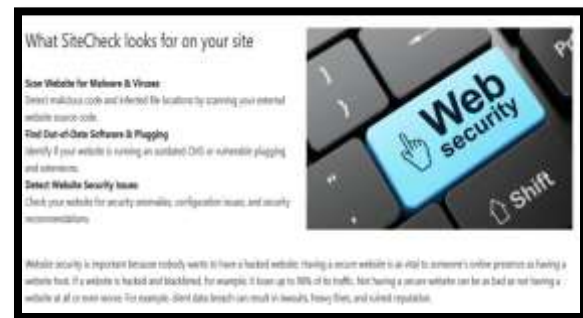 What SiteCheck looks for on your site
Scan Website for Malware & Viruses
Detect malicious code and infected file locations by scanning your external
website source code.
Find Out-of-Date Software & Plugging
Identify if your website is running an outdated CMS or vulnerable plugging
and extensions.
Detect Website Security Issues
Check your website for security anomalies, configuration issues, and security
recommendations
Web
security
Shift
Website security is important because nobody wants to have a hacked website. Having a secure website is as vital to someone's online presence as having a
website host. If a website is hacked and blacklisted, for example, it loses up to 98% of its traffic. Not having a secure website can be as bad as not having a
website at all or even worse. For example, client data breach can result in lawsuits, heavy fines, and ruined reputation.